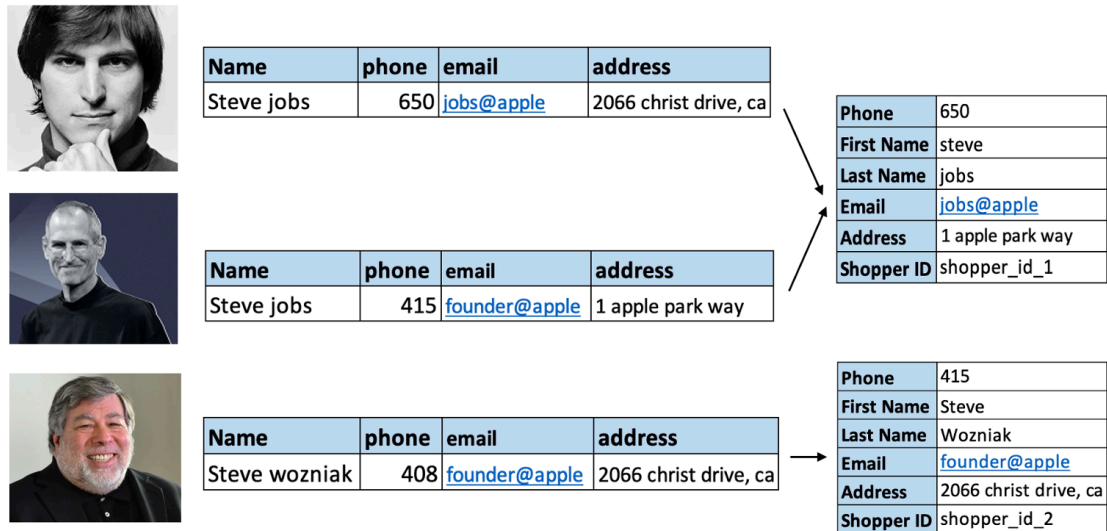 Name phone email address
Steve jobs 650 jobs@apple 2066 christ drive, ca
Phone 650
First Name steve
Last Name jobs
Email jobs@apple
Address 1 apple park way
Shopper ID shopper_id_1
Name phone email address
Steve jobs 415 founder@apple 1 apple park way
Name phone email address
Steve wozniak 408 founder@apple 2066 christ drive, ca
Phone 415
First Name Steve
Last Name Wozniak
Email founder@apple
Address 2066 christ drive, ca
Shopper ID shopper_id_2